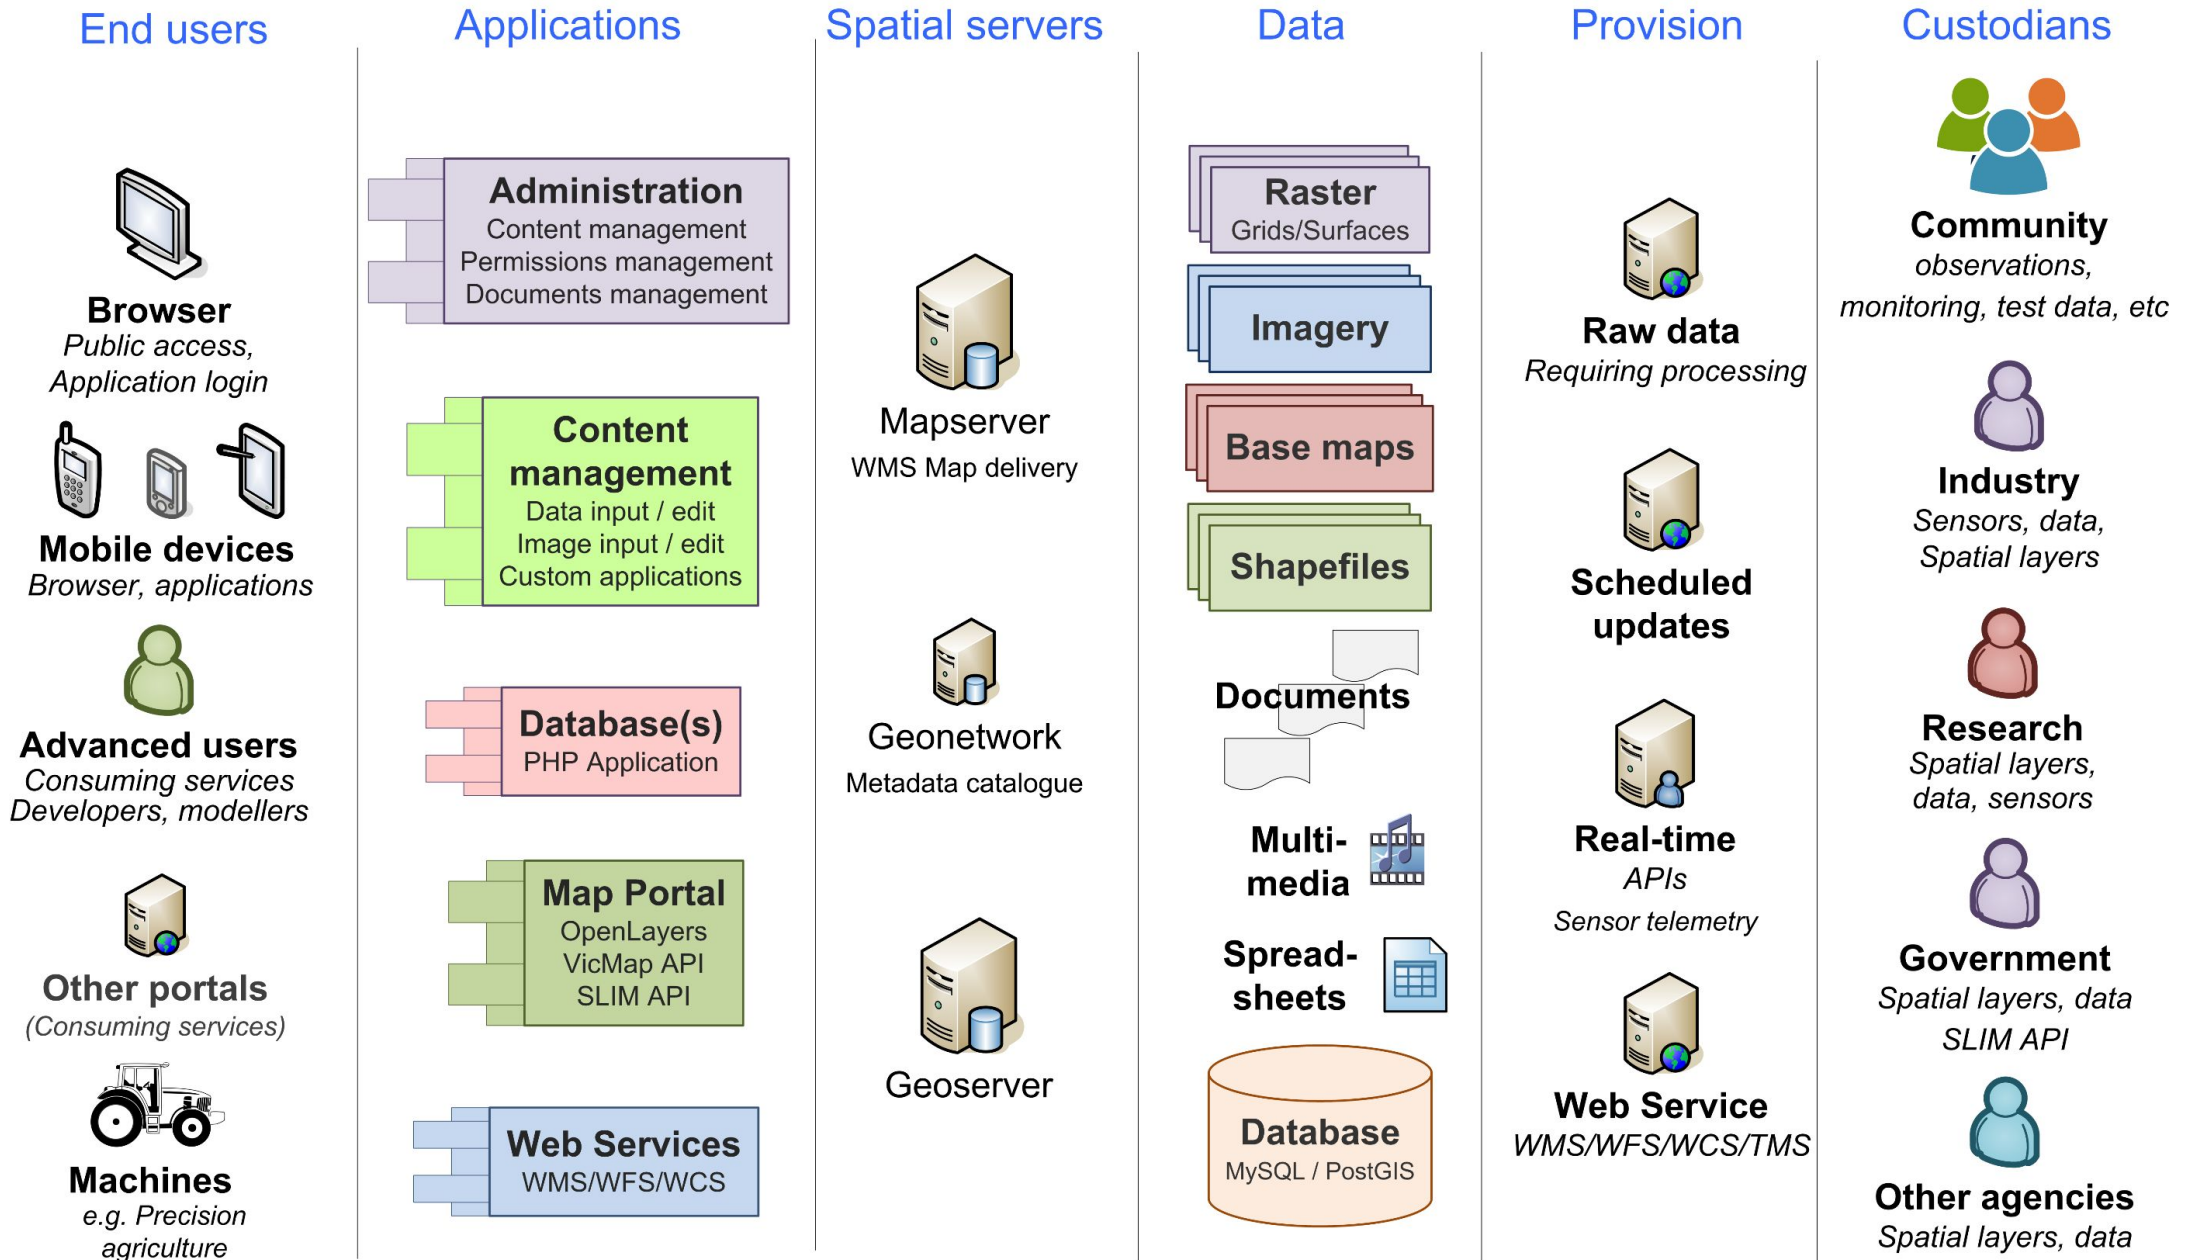 End users
Applications
Spatial servers
Data
Provision
Custodians
Browser
Public access,
Application login
Mobile devices
Browser, applications
Advanced users
Consuming services
Developers, modellers
Other portals
(Consuming services)
Machines
e.g. Precision
agriculture
Administration
Content management
Permissions management
Documents management
Content
management
Data input / edit
Image input / edit
Custom applications
Database(s)
PHP Application
Map Portal
OpenLayers
VicMap API
SLIM API
Web Services
WMS/WFS/WCS
Mapserver
WMS Map delivery
Geonetwork
Metadata catalogue
Geoserver
Raster
Grids/Surfaces
Imagery
Base maps
Shapefiles
Documents
Multi-
media
Spread-
sheets
Database
MySQL / PostGIS
Raw data
Requiring processing
Scheduled
updates
Real-time
APIs
Sensor telemetry
Web Service
WMS/WFS/WCS/TMS
Community
observations,
monitoring, test data, etc
Industry
Sensors, data,
Spatial layers
Research
Spatial layers,
data, sensors
Government
Spatial layers, data
SLIM API
Other agencies
Spatial layers, data